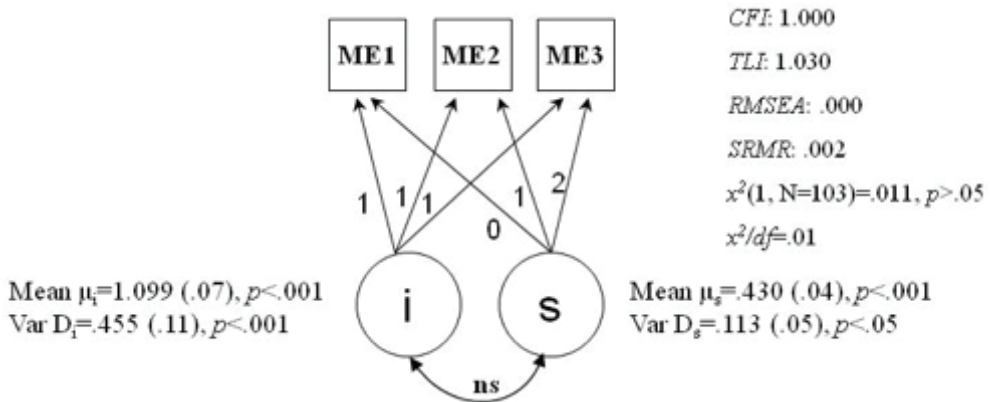 ME1 ME2 ME3
CFI: 1.000
TLI: 1.030
RMSEA: .000
SRMR: .002
x²(1, N=103)=.011, p>.05
x²/df=.01
1 1 1 0 1 2
i s
Mean μᵢ=1.099 (.07), p<.001
Var Dᵢ=.455 (.11), p<.001
Mean μₛ=.430 (.04), p<.001
Var Dₛ=.113 (.05), p<.05
ns